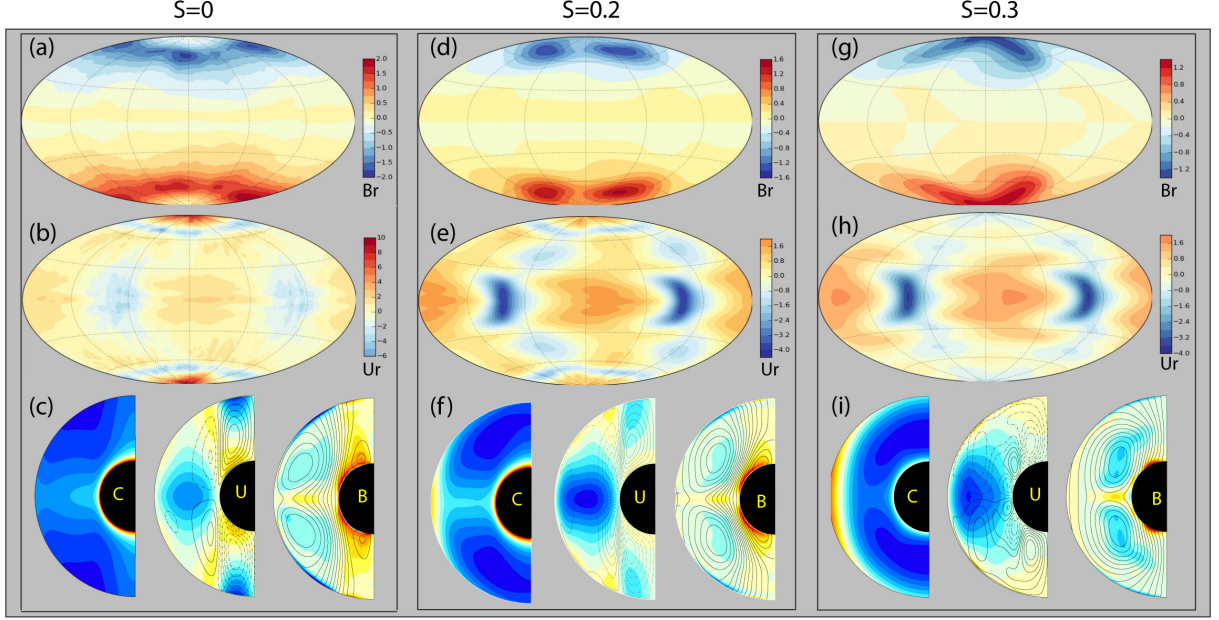 S=0 S=0.2 S=0.3
(a) (d) (g)
2.0 1.6 1.2
1.5 1.2 0.8
1.0 0.8 0.4
0.5 0.4 0.0
0.0 0.0 −0.4
−0.5 −0.4 −0.8
−1.0 −0.8 −1.2
−1.5 −1.2
−2.0 −1.6
Br Br Br
(b) (e) (h)
10 1.6 1.6
8 0.8 0.8
6 0.0 0.0
4 −0.8 −0.8
2 −1.6 −1.6
0 −2.4 −2.4
−2 −3.2 −3.2
−4 −4.0 −4.0
−6
Ur Ur Ur
(c) (f) (i)
C U B C U B C U B